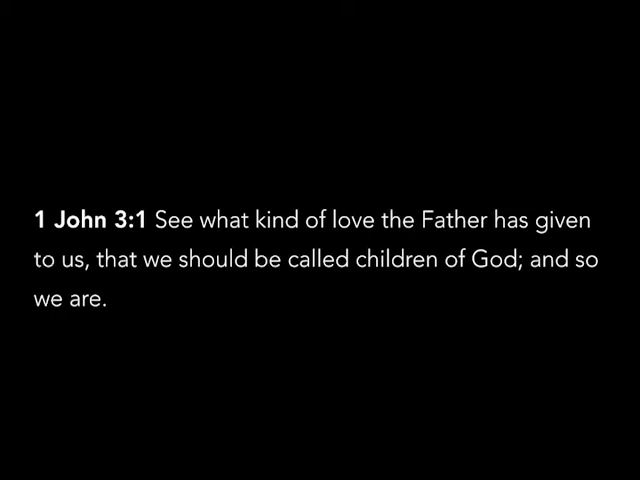 1 John 3:1 See what kind of love the Father has given
to us, that we should be called children of God; and so
we are.